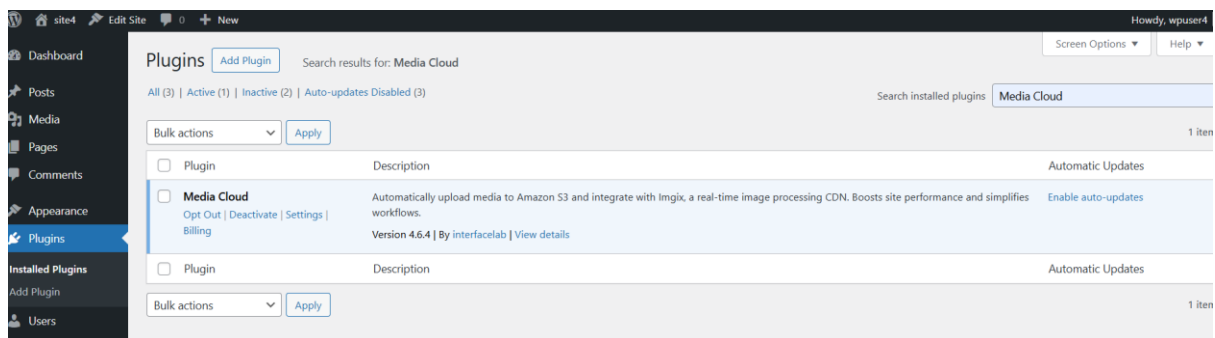 site4 Edit Site 0 + New Howdy, wpuser4
Screen Options ▼ Help ▼
Dashboard
Posts
Media
Pages
Comments
Appearance
Plugins
Installed Plugins
Add Plugin
Users
Plugins Add Plugin Search results for: Media Cloud
All (3) | Active (1) | Inactive (2) | Auto-updates Disabled (3)
Search installed plugins Media Cloud
Bulk actions Apply
1 item
Plugin Description Automatic Updates
Media Cloud
Opt Out | Deactivate | Settings |
Billing
Automatically upload media to Amazon S3 and integrate with Imgix, a real-time image processing CDN. Boosts site performance and simplifies
workflows.
Version 4.6.4 | By interfacelab | View details
Enable auto-updates
Plugin Description Automatic Updates
Bulk actions Apply
1 item